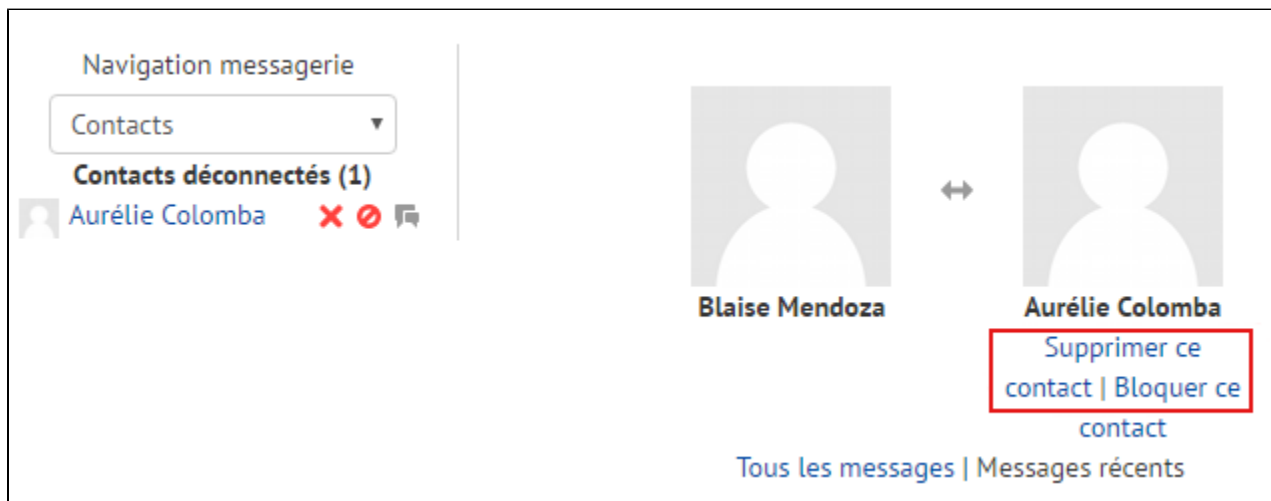 Navigation messagerie
Contacts
Contacts déconnectés (1)
Aurélie Colomba
Blaise Mendoza
Aurélie Colomba
Supprimer ce
contact | Bloquer ce
contact
Tous les messages | Messages récents